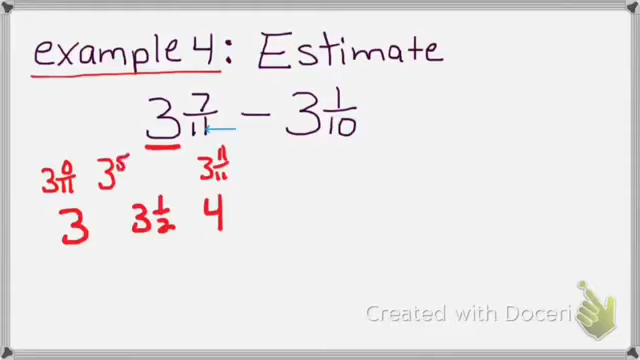 example 4: Estimate
3 7/11 - 3 1/10
3 0/11 3 5 3 11/11
3 3 1/2 4
Created with Doceri